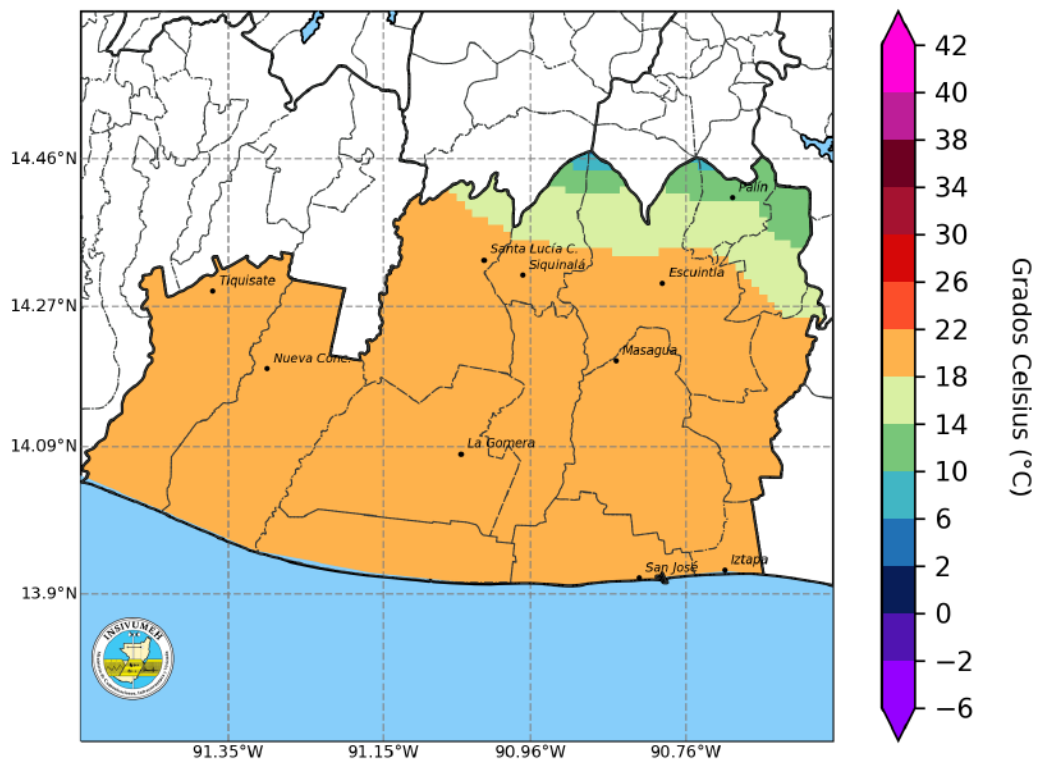 14.46°N
14.27°N
14.09°N
13.9°N
91.35°W
91.15°W
90.96°W
90.76°W
Palín
Santa Lucía C.
Siquinalá
Escuintla
Tiquisate
Nueva Conc.
Masagua
La Gomera
San José
Iztapa
INSIVUMEH
42
40
38
34
30
26
22
18
14
10
6
2
0
−2
−6
Grados Celsius (°C)